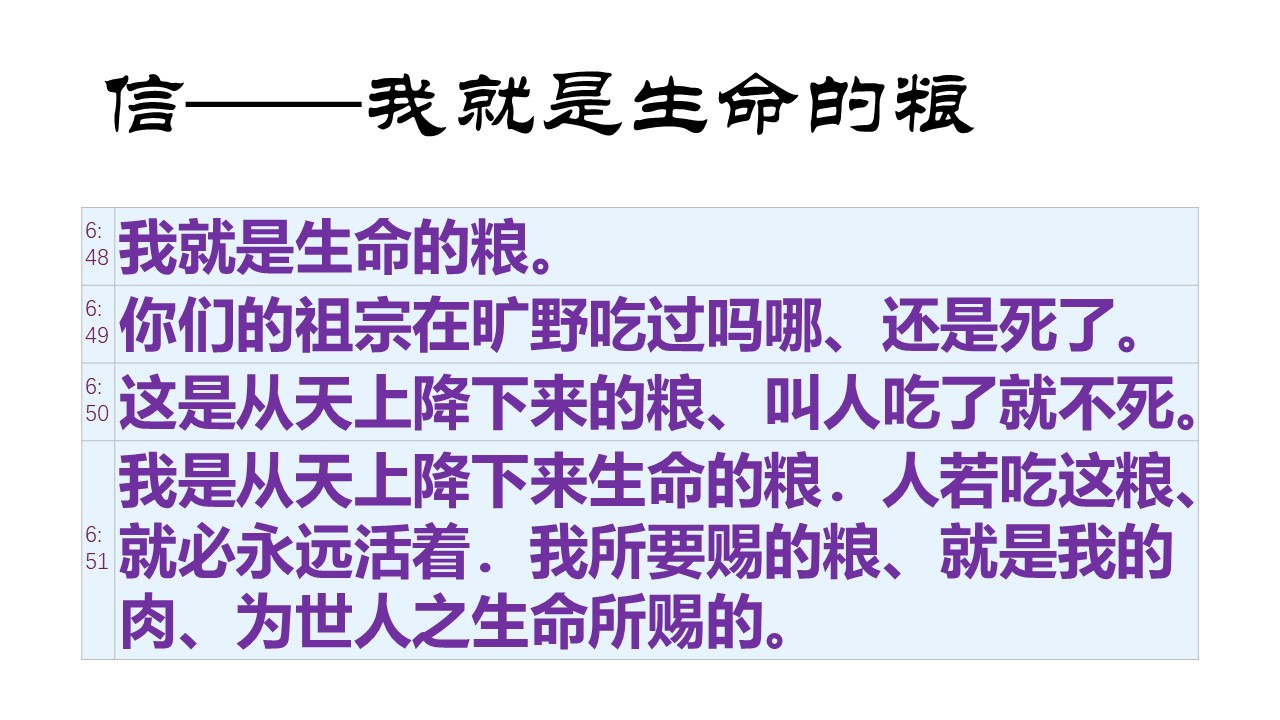 信——我就是生命的粮
6:
48
我就是生命的粮。
6:
49
你们的祖宗在旷野吃过吗哪、还是死了。
6:
50
这是从天上降下来的粮、叫人吃了就不死。
6:
51
我是从天上降下来生命的粮．人若吃这粮、
就必永远活着．我所要赐的粮、就是我的
肉、为世人之生命所赐的。